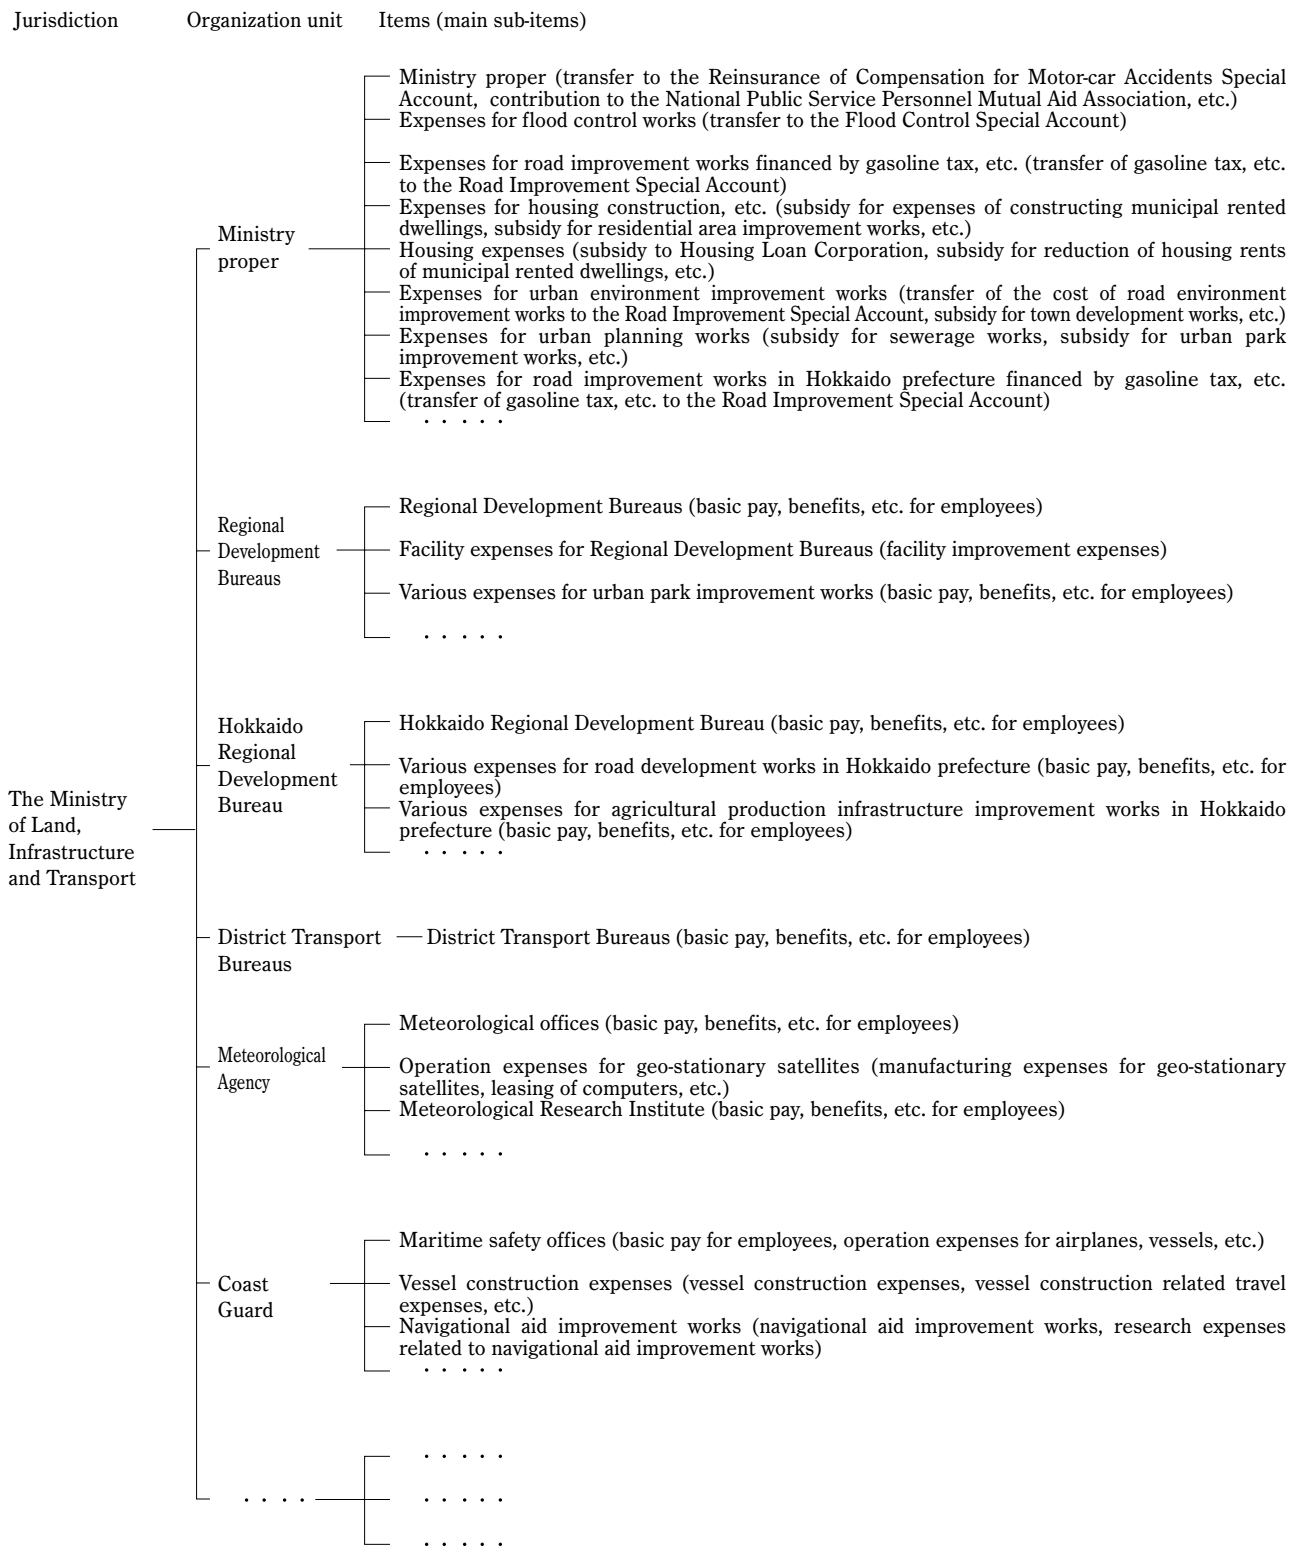 Jurisdiction Organization unit Items (main sub-items)
Ministry proper (transfer to the Reinsurance of Compensation for Motor-car Accidents Special
Account, contribution to the National Public Service Personnel Mutual Aid Association, etc.)
Expenses for flood control works (transfer to the Flood Control Special Account)
Expenses for road improvement works financed by gasoline tax, etc. (transfer of gasoline tax, etc.
to the Road Improvement Special Account)
Expenses for housing construction, etc. (subsidy for expenses of constructing municipal rented
dwellings, subsidy for residential area improvement works, etc.)
Ministry
proper
Housing expenses (subsidy to Housing Loan Corporation, subsidy for reduction of housing rents
of municipal rented dwellings, etc.)
Expenses for urban environment improvement works (transfer of the cost of road environment
improvement works to the Road Improvement Special Account, subsidy for town development works, etc.)
Expenses for urban planning works (subsidy for sewerage works, subsidy for urban park
improvement works, etc.)
Expenses for road improvement works in Hokkaido prefecture financed by gasoline tax, etc.
(transfer of gasoline tax, etc. to the Road Improvement Special Account)
. . . . .
Regional Development Bureaus (basic pay, benefits, etc. for employees)
Regional
Development
Bureaus
Facility expenses for Regional Development Bureaus (facility improvement expenses)
Various expenses for urban park improvement works (basic pay, benefits, etc. for employees)
. . . . .
Hokkaido
Regional
Development
Bureau
Hokkaido Regional Development Bureau (basic pay, benefits, etc. for employees)
Various expenses for road development works in Hokkaido prefecture (basic pay, benefits, etc. for
employees)
Various expenses for agricultural production infrastructure improvement works in Hokkaido
prefecture (basic pay, benefits, etc. for employees)
. . . . .
The Ministry
of Land,
Infrastructure
and Transport
District Transport
Bureaus
District Transport Bureaus (basic pay, benefits, etc. for employees)
Meteorological offices (basic pay, benefits, etc. for employees)
Meteorological
Agency
Operation expenses for geo-stationary satellites (manufacturing expenses for geo-stationary
satellites, leasing of computers, etc.)
Meteorological Research Institute (basic pay, benefits, etc. for employees)
. . . . .
Maritime safety offices (basic pay for employees, operation expenses for airplanes, vessels, etc.)
Coast
Guard
Vessel construction expenses (vessel construction expenses, vessel construction related travel
expenses, etc.)
Navigational aid improvement works (navigational aid improvement works, research expenses
related to navigational aid improvement works)
. . . . .
. . . . .
. . . . . . . . .
. . . . .